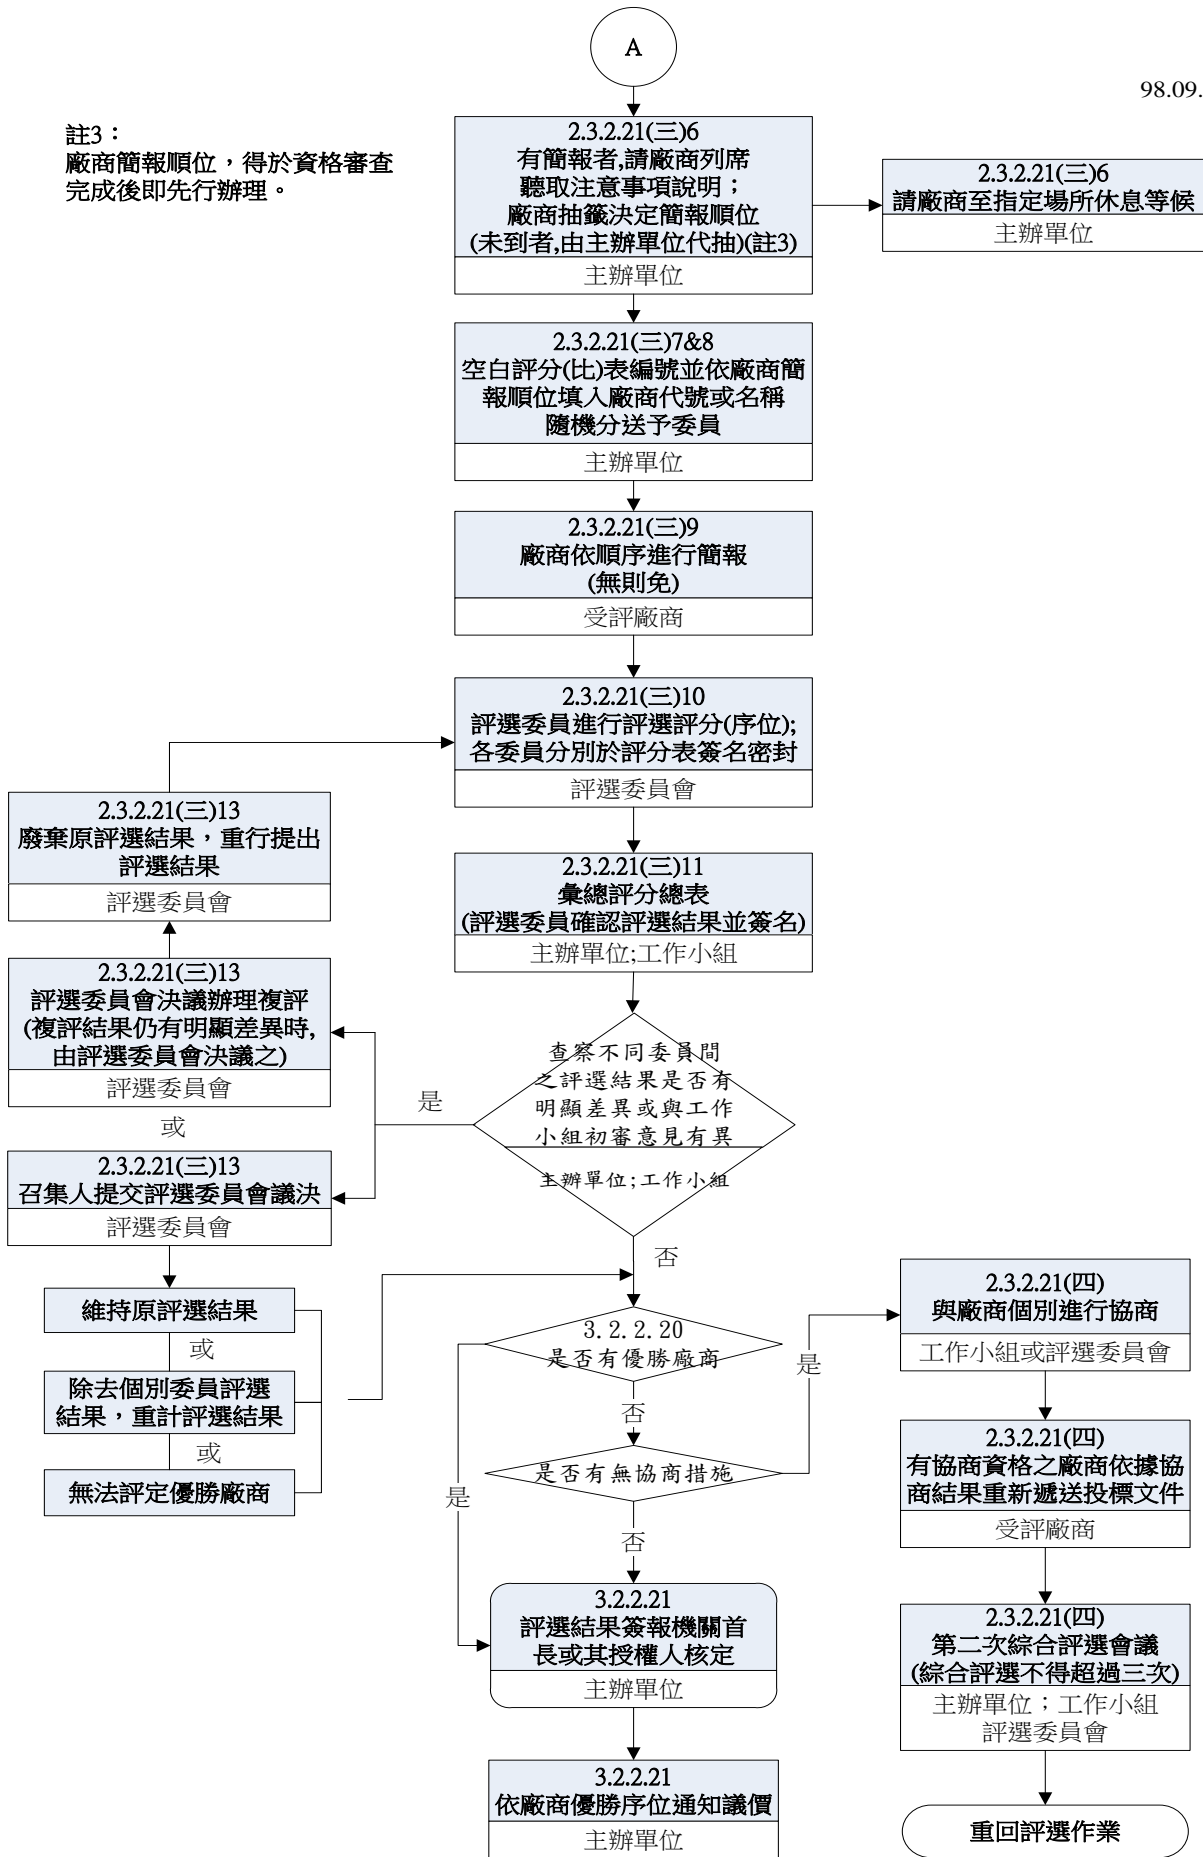 A
98.09.
註3：
廠商簡報順位，得於資格審查
完成後即先行辦理。
2.3.2.21(三)6
有簡報者,請廠商列席
聽取注意事項說明；
廠商抽籤決定簡報順位
(未到者,由主辦單位代抽)(註3)
主辦單位
2.3.2.21(三)6
請廠商至指定場所休息等候
主辦單位
2.3.2.21(三)7&8
空白評分(比)表編號並依廠商簡
報順位填入廠商代號或名稱
隨機分送予委員
主辦單位
2.3.2.21(三)9
廠商依順序進行簡報
(無則免)
受評廠商
2.3.2.21(三)10
評選委員進行評選評分(序位);
各委員分別於評分表簽名密封
評選委員會
2.3.2.21(三)13
廢棄原評選結果，重行提出
評選結果
評選委員會
2.3.2.21(三)11
彙總評分總表
(評選委員確認評選結果並簽名)
主辦單位;工作小組
2.3.2.21(三)13
評選委員會決議辦理複評
(複評結果仍有明顯差異時,
由評選委員會決議之)
評選委員會
或
是
查察不同委員間
之評選結果是否有
明顯差異或與工作
小組初審意見有異
主辦單位;工作小組
2.3.2.21(三)13
召集人提交評選委員會議決
評選委員會
否
維持原評選結果
或
除去個別委員評選
結果，重計評選結果
或
無法評定優勝廠商
3.2.2.20
是否有優勝廠商
否
是
是否有無協商措施
是
否
2.3.2.21(四)
與廠商個別進行協商
工作小組或評選委員會
2.3.2.21(四)
有協商資格之廠商依據協
商結果重新遞送投標文件
受評廠商
3.2.2.21
評選結果簽報機關首
長或其授權人核定
主辦單位
2.3.2.21(四)
第二次綜合評選會議
(綜合評選不得超過三次)
主辦單位；工作小組
評選委員會
3.2.2.21
依廠商優勝序位通知議價
主辦單位
重回評選作業